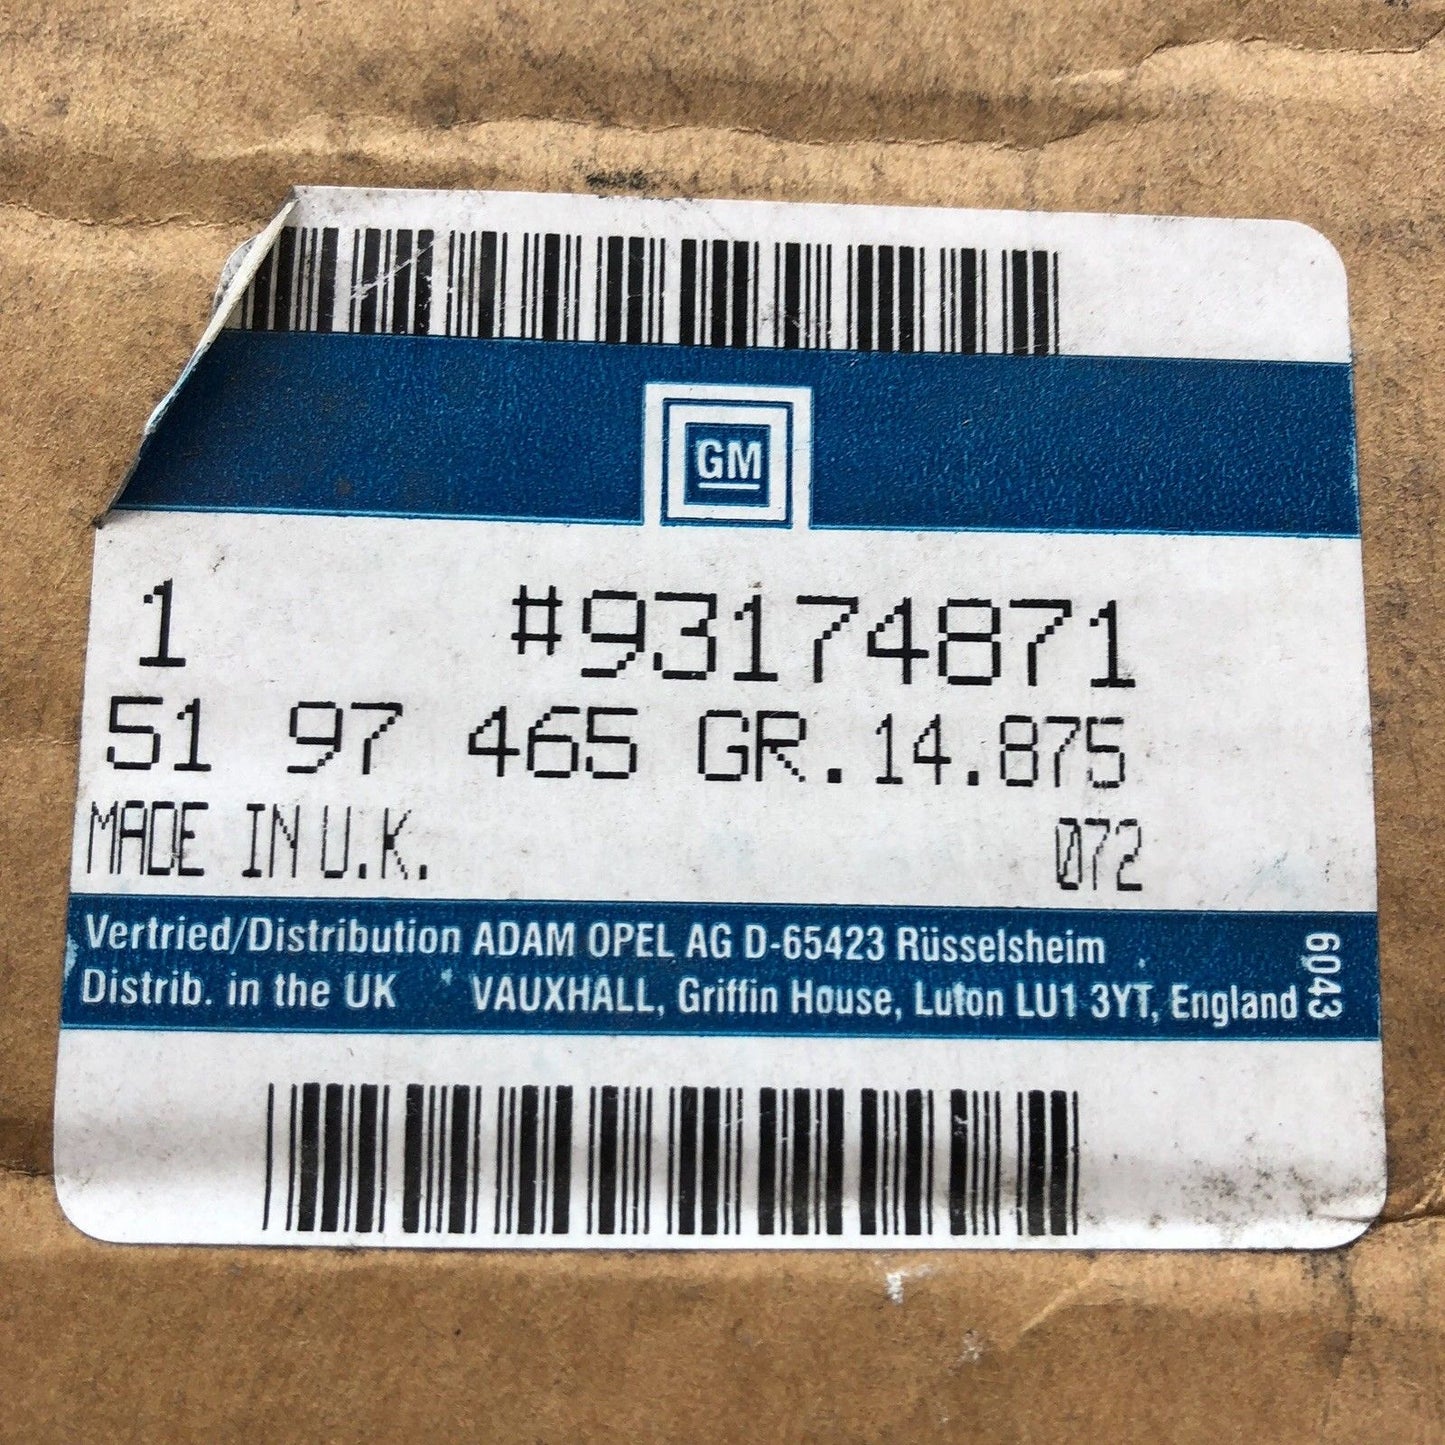 GM
1 #93174871
51 97 465 GR.14.875
MADE IN U.K. 072
Vertried/Distribution ADAM OPEL AG D-65423 Rüsselsheim
Distrib. in the UK VAUXHALL, Griffin House, Luton LU1 3YT, England
6043